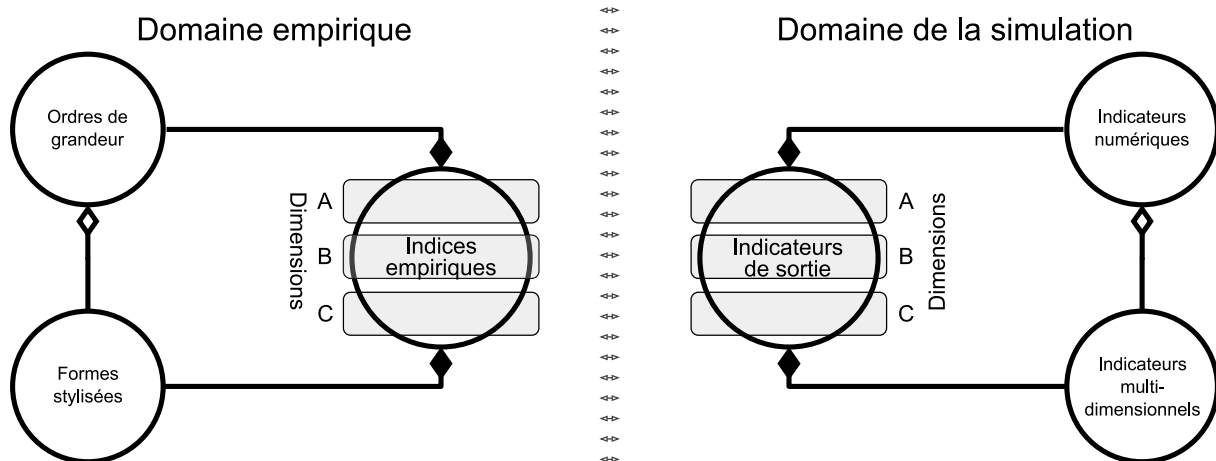 Domaine empirique
Ordres de
grandeur
Dimensions
A
B
C
Indices
empiriques
Formes
stylisées
Domaine de la simulation
Indicateurs
numériques
A
B
C
Dimensions
Indicateurs
de sortie
Indicateurs
multi-
dimensionnels